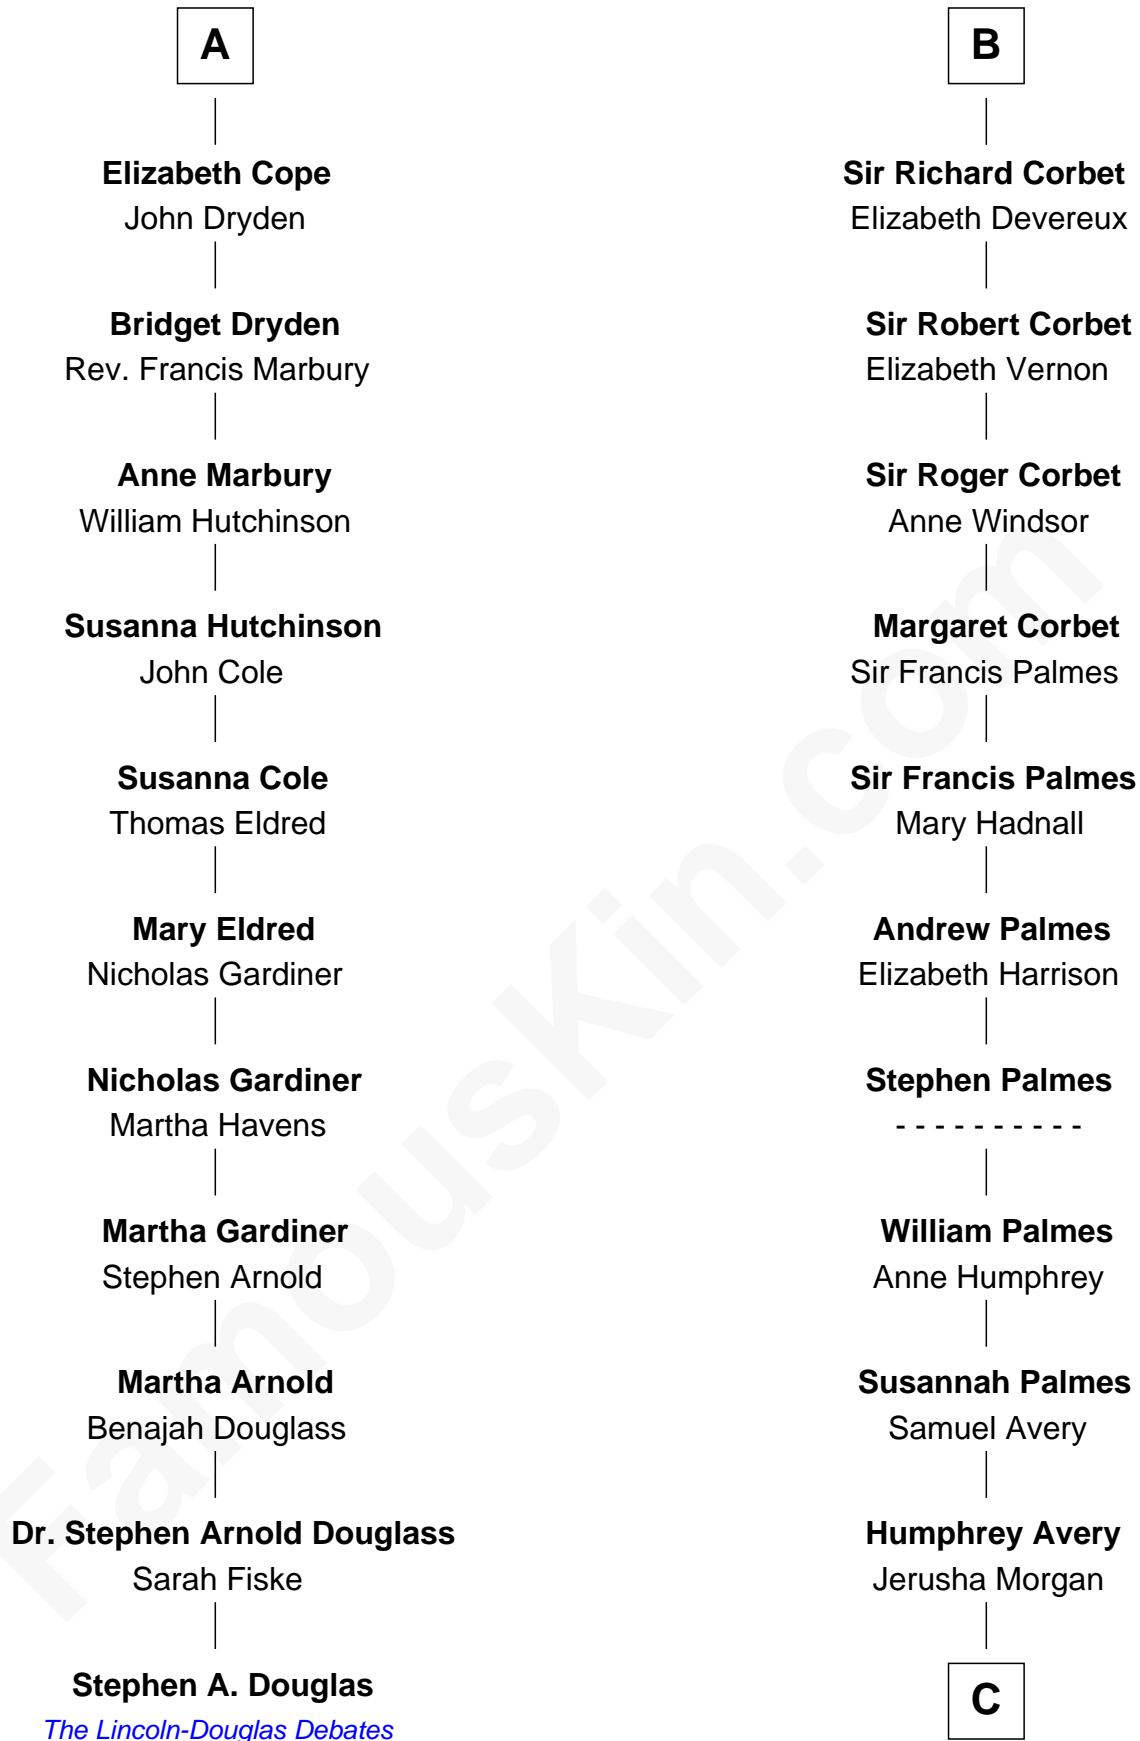 A
Elizabeth Cope
John Dryden
Bridget Dryden
Rev. Francis Marbury
Anne Marbury
William Hutchinson
Susanna Hutchinson
John Cole
Susanna Cole
Thomas Eldred
Mary Eldred
Nicholas Gardiner
Nicholas Gardiner
Martha Havens
Martha Gardiner
Stephen Arnold
Martha Arnold
Benajah Douglass
Dr. Stephen Arnold Douglass
Sarah Fiske
Stephen A. Douglas
The Lincoln-Douglas Debates
B
Sir Richard Corbet
Elizabeth Devereux
Sir Robert Corbet
Elizabeth Vernon
Sir Roger Corbet
Anne Windsor
Margaret Corbet
Sir Francis Palmes
Sir Francis Palmes
Mary Hadnall
Andrew Palmes
Elizabeth Harrison
Stephen Palmes
- - - - - - - - - -
William Palmes
Anne Humphrey
Susannah Palmes
Samuel Avery
Humphrey Avery
Jerusha Morgan
C
FamousKin.com